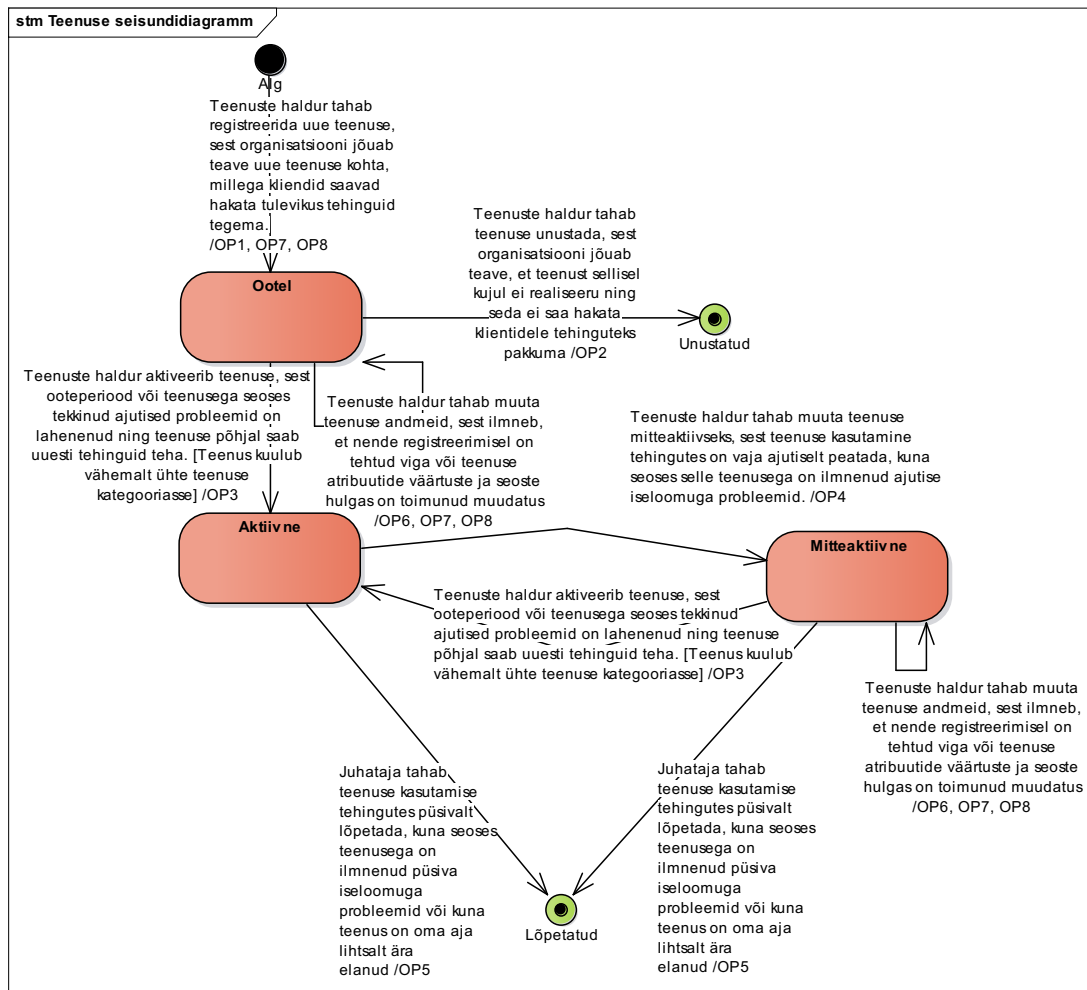 stm Teenuse seisundidiagramm
Alg
Teenuste haldur tahab
registreerida uue teenuse,
sest organisatsiooni jõuab
teave uue teenuse kohta,
millega kliendid saavad
hakata tulevikus tehinguid
tegema.
/OP1, OP7, OP8
Teenuste haldur tahab
teenuse unustada, sest
organisatsiooni jõuab
teave, et teenust sellisel
kujul ei realiseeru ning
seda ei saa hakata
klientidele tehinguteks
pakkuma /OP2
Ootel
Unustatud
Teenuste haldur aktiveerib teenuse, sest
ooteperiood või teenusega seoses
tekkinud ajutised probleemid on
lahenenud ning teenuse põhjal saab
uuesti tehinguid teha. [Teenus kuulub
vähemalt ühte teenuse
kategooriasse] /OP3
Teenuste haldur tahab muuta
teenuse andmeid, sest ilmneb,
et nende registreerimisel on
tehtud viga või teenuse
atribuutide väärtuste ja seoste
hulgas on toimunud muudatus
/OP6, OP7, OP8
Teenuste haldur tahab muuta teenuse
mitteaktiivseks, sest teenuse kasutamine
tehingutes on vaja ajutiselt peatada, kuna
seoses selle teenusega on ilmnenud ajutise
iseloomuga probleemid. /OP4
Aktiivne
Mitteaktiivne
Teenuste haldur aktiveerib teenuse, sest
ooteperiood või teenusega seoses tekkinud
ajutised probleemid on lahenenud ning teenuse
põhjal saab uuesti tehinguid teha. [Teenus kuulub
vähemalt ühte teenuse kategooriasse] /OP3
Teenuste haldur tahab muuta
teenuse andmeid, sest ilmneb,
et nende registreerimisel on
tehtud viga või teenuse
atribuutide väärtuste ja seoste
hulgas on toimunud muudatus
/OP6, OP7, OP8
Juhataja tahab
teenuse kasutamise
tehingutes püsivalt
lõpetada, kuna seoses
teenusega on
ilmnenud püsiva
iseloomuga
probleemid või kuna
teenus on oma aja
lihtsalt ära
elanud /OP5
Juhataja tahab
teenuse kasutamise
tehingutes püsivalt
lõpetada, kuna seoses
teenusega on
ilmnenud püsiva
iseloomuga
probleemid või kuna
teenus on oma aja
lihtsalt ära
elanud /OP5
Lõpetatud